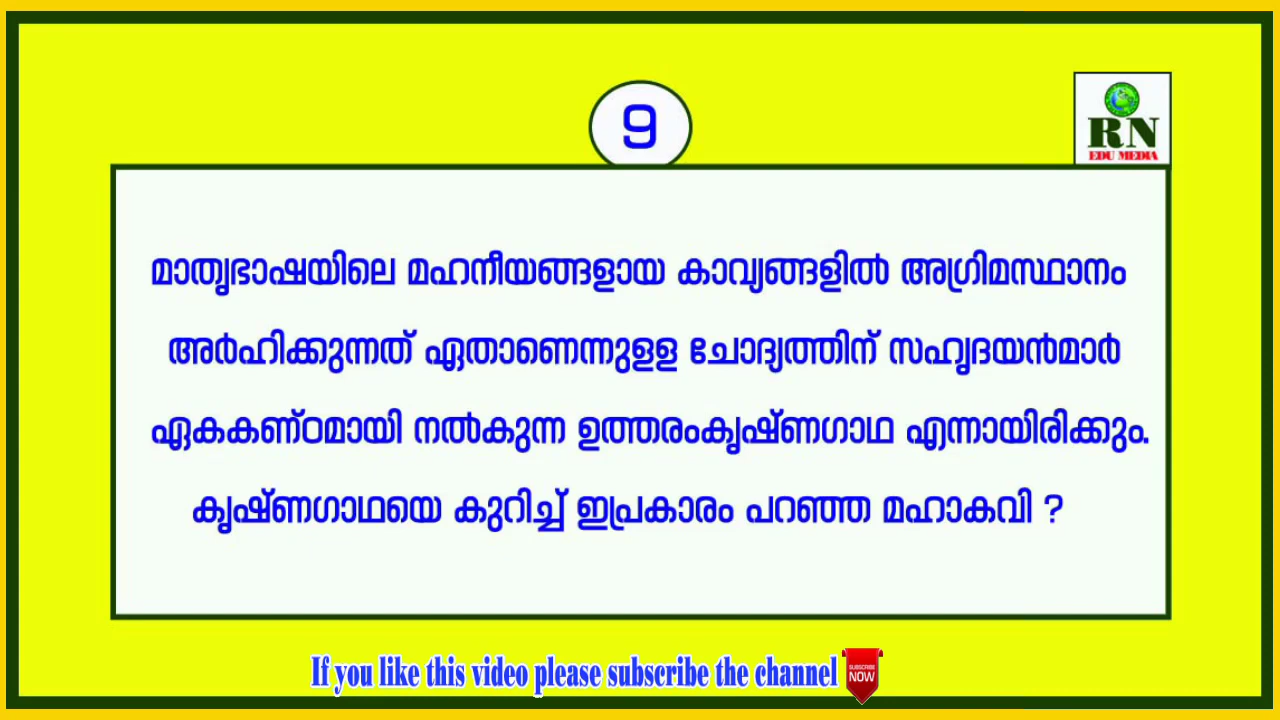 9
RN
EDU MEDIA
മാതൃഭാഷയിലെ മഹനീയങ്ങളായ കാവ്യങ്ങളിൽ അഗ്രിമസ്ഥാനം
അർഹിക്കുന്നത് ഏതാണെന്നുളള ചോദ്യത്തിന് സഹൃദയൻമാർ
ഏകകണ്ഠമായി നൽകുന്ന ഉത്തരംകൃഷ്ണഗാഥ എന്നായിരിക്കും.
കൃഷ്ണഗാഥയെ കുറിച്ച് ഇപ്രകാരം പറഞ്ഞ മഹാകവി ?
If you like this video please subscribe the channel
SUBSCRIBE
NOW